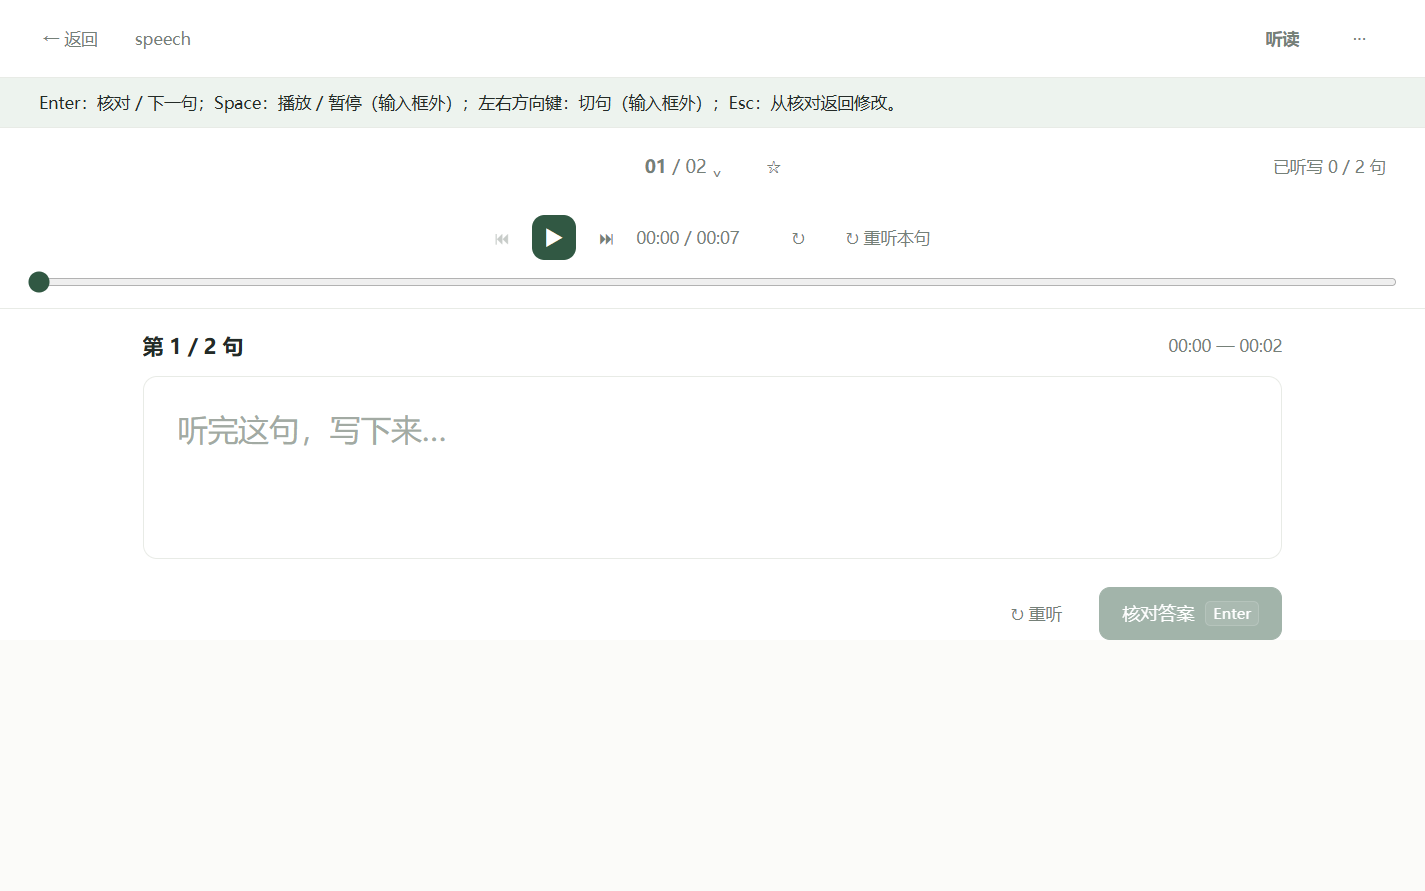 ← 返回 speech 听读 ···
Enter：核对 / 下一句；Space：播放 / 暂停（输入框外）；左右方向键：切句（输入框外）；Esc：从核对返回修改。
01 / 02 ⌄ ☆ 已听写 0 / 2 句
⏮ ▶ ⏭ 00:00 / 00:07 ↻ ↻ 重听本句
第 1 / 2 句 00:00 — 00:02
听完这句，写下来...
↻ 重听 核对答案 Enter